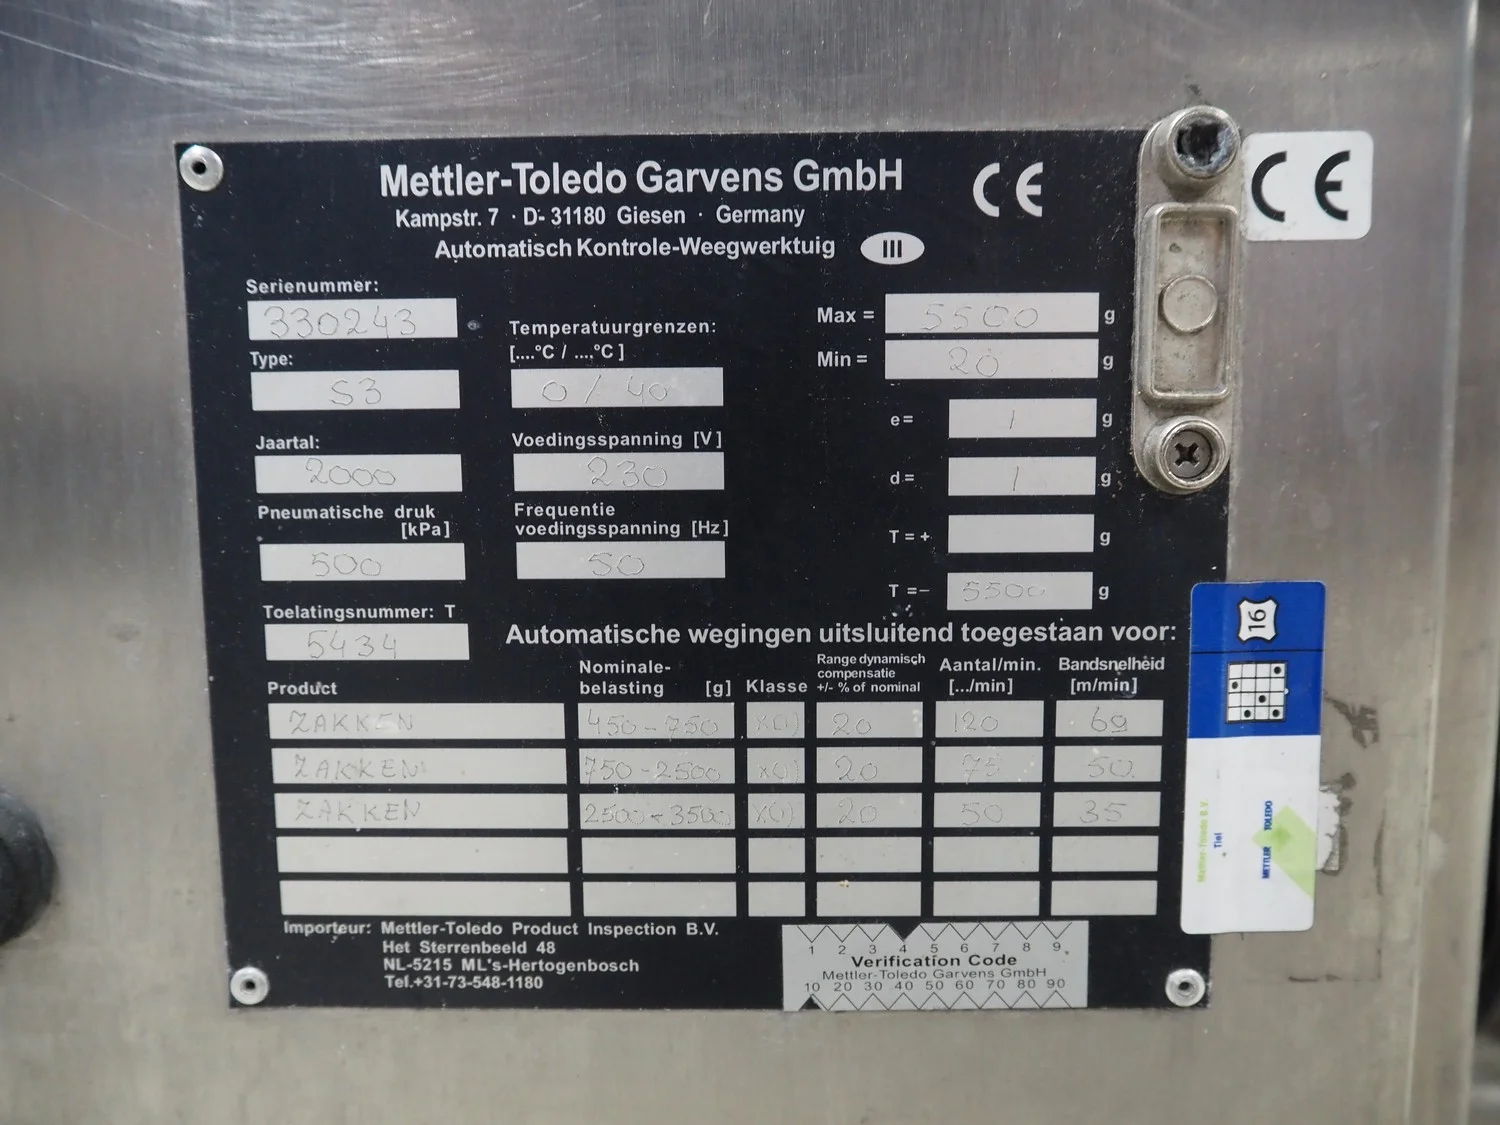 Mettler-Toledo Garvens GmbH
Kampstr. 7 · D- 31180 Giesen · Germany
Automatisch Kontrole-Weegwerktuig III
CE
CE
Serienummer:
330243
Type:
S3
Jaartal:
2000
Pneumatische druk
[kPa]
500
Toelatingsnummer: T
5434
Temperatuurgrenzen:
[....°C / ....°C ]
0 / 40
Voedingsspanning [V]
230
Frequentie
voedingsspanning [Hz]
50
Max = 5500 g
Min = 20 g
e = 1 g
d = 1 g
T = + g
T = - 5500 g
Automatische wegingen uitsluitend toegestaan voor:
Product Nominale-belasting [g] Klasse Range dynamisch compensatie +/- % of nominal Aantal/min. [.../min] Bandsnelheid [m/min]
ZAKKEN 450-750 X(1) 20 120 69
ZAKKEN 750-2500 X(1) 20 75 50
ZAKKEN 2500-3500 X(1) 20 50 35
Importeur: Mettler-Toledo Product Inspection B.V.
Het Sterrenbeeld 48
NL-5215 ML's-Hertogenbosch
Tel.+31-73-548-1180
1 2 3 4 5 6 7 8 9
Verification Code
Mettler-Toledo Garvens GmbH
10 20 30 40 50 60 70 80 90
16
Mettler-Toledo B.V.
Tiel
METTLER TOLEDO